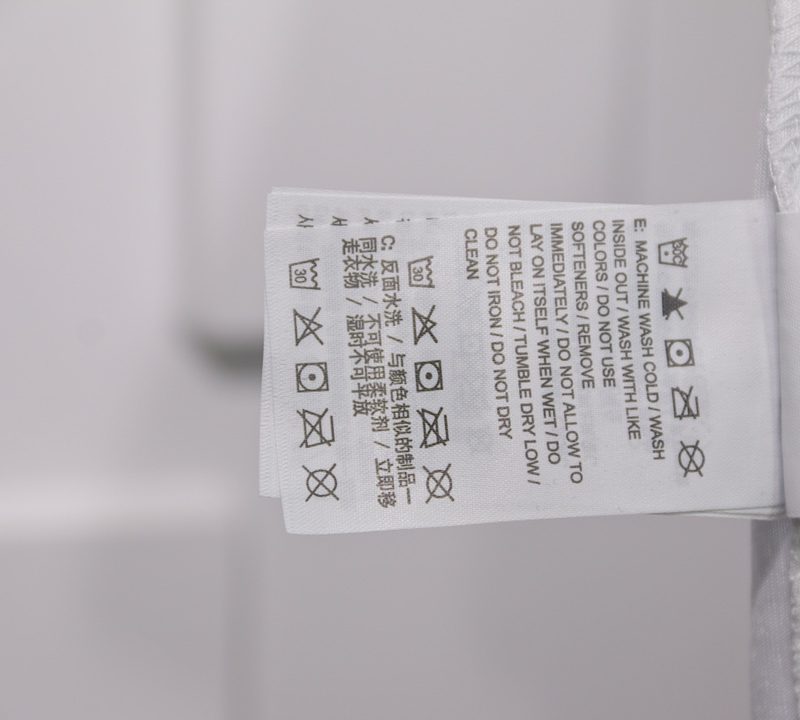 E: MACHINE WASH COLD / WASH
INSIDE OUT / WASH WITH LIKE
COLORS / DO NOT USE
SOFTENERS / REMOVE
IMMEDIATELY / DO NOT ALLOW TO
LAY ON ITSELF WHEN WET / DO
NOT BLEACH / TUMBLE DRY LOW /
DO NOT IRON / DO NOT DRY
CLEAN
30
C: 反面水洗 / 与颜色相似的制品一
同水洗 / 不可使用柔软剂 / 立即移
走衣物 / 湿时不可平放
30